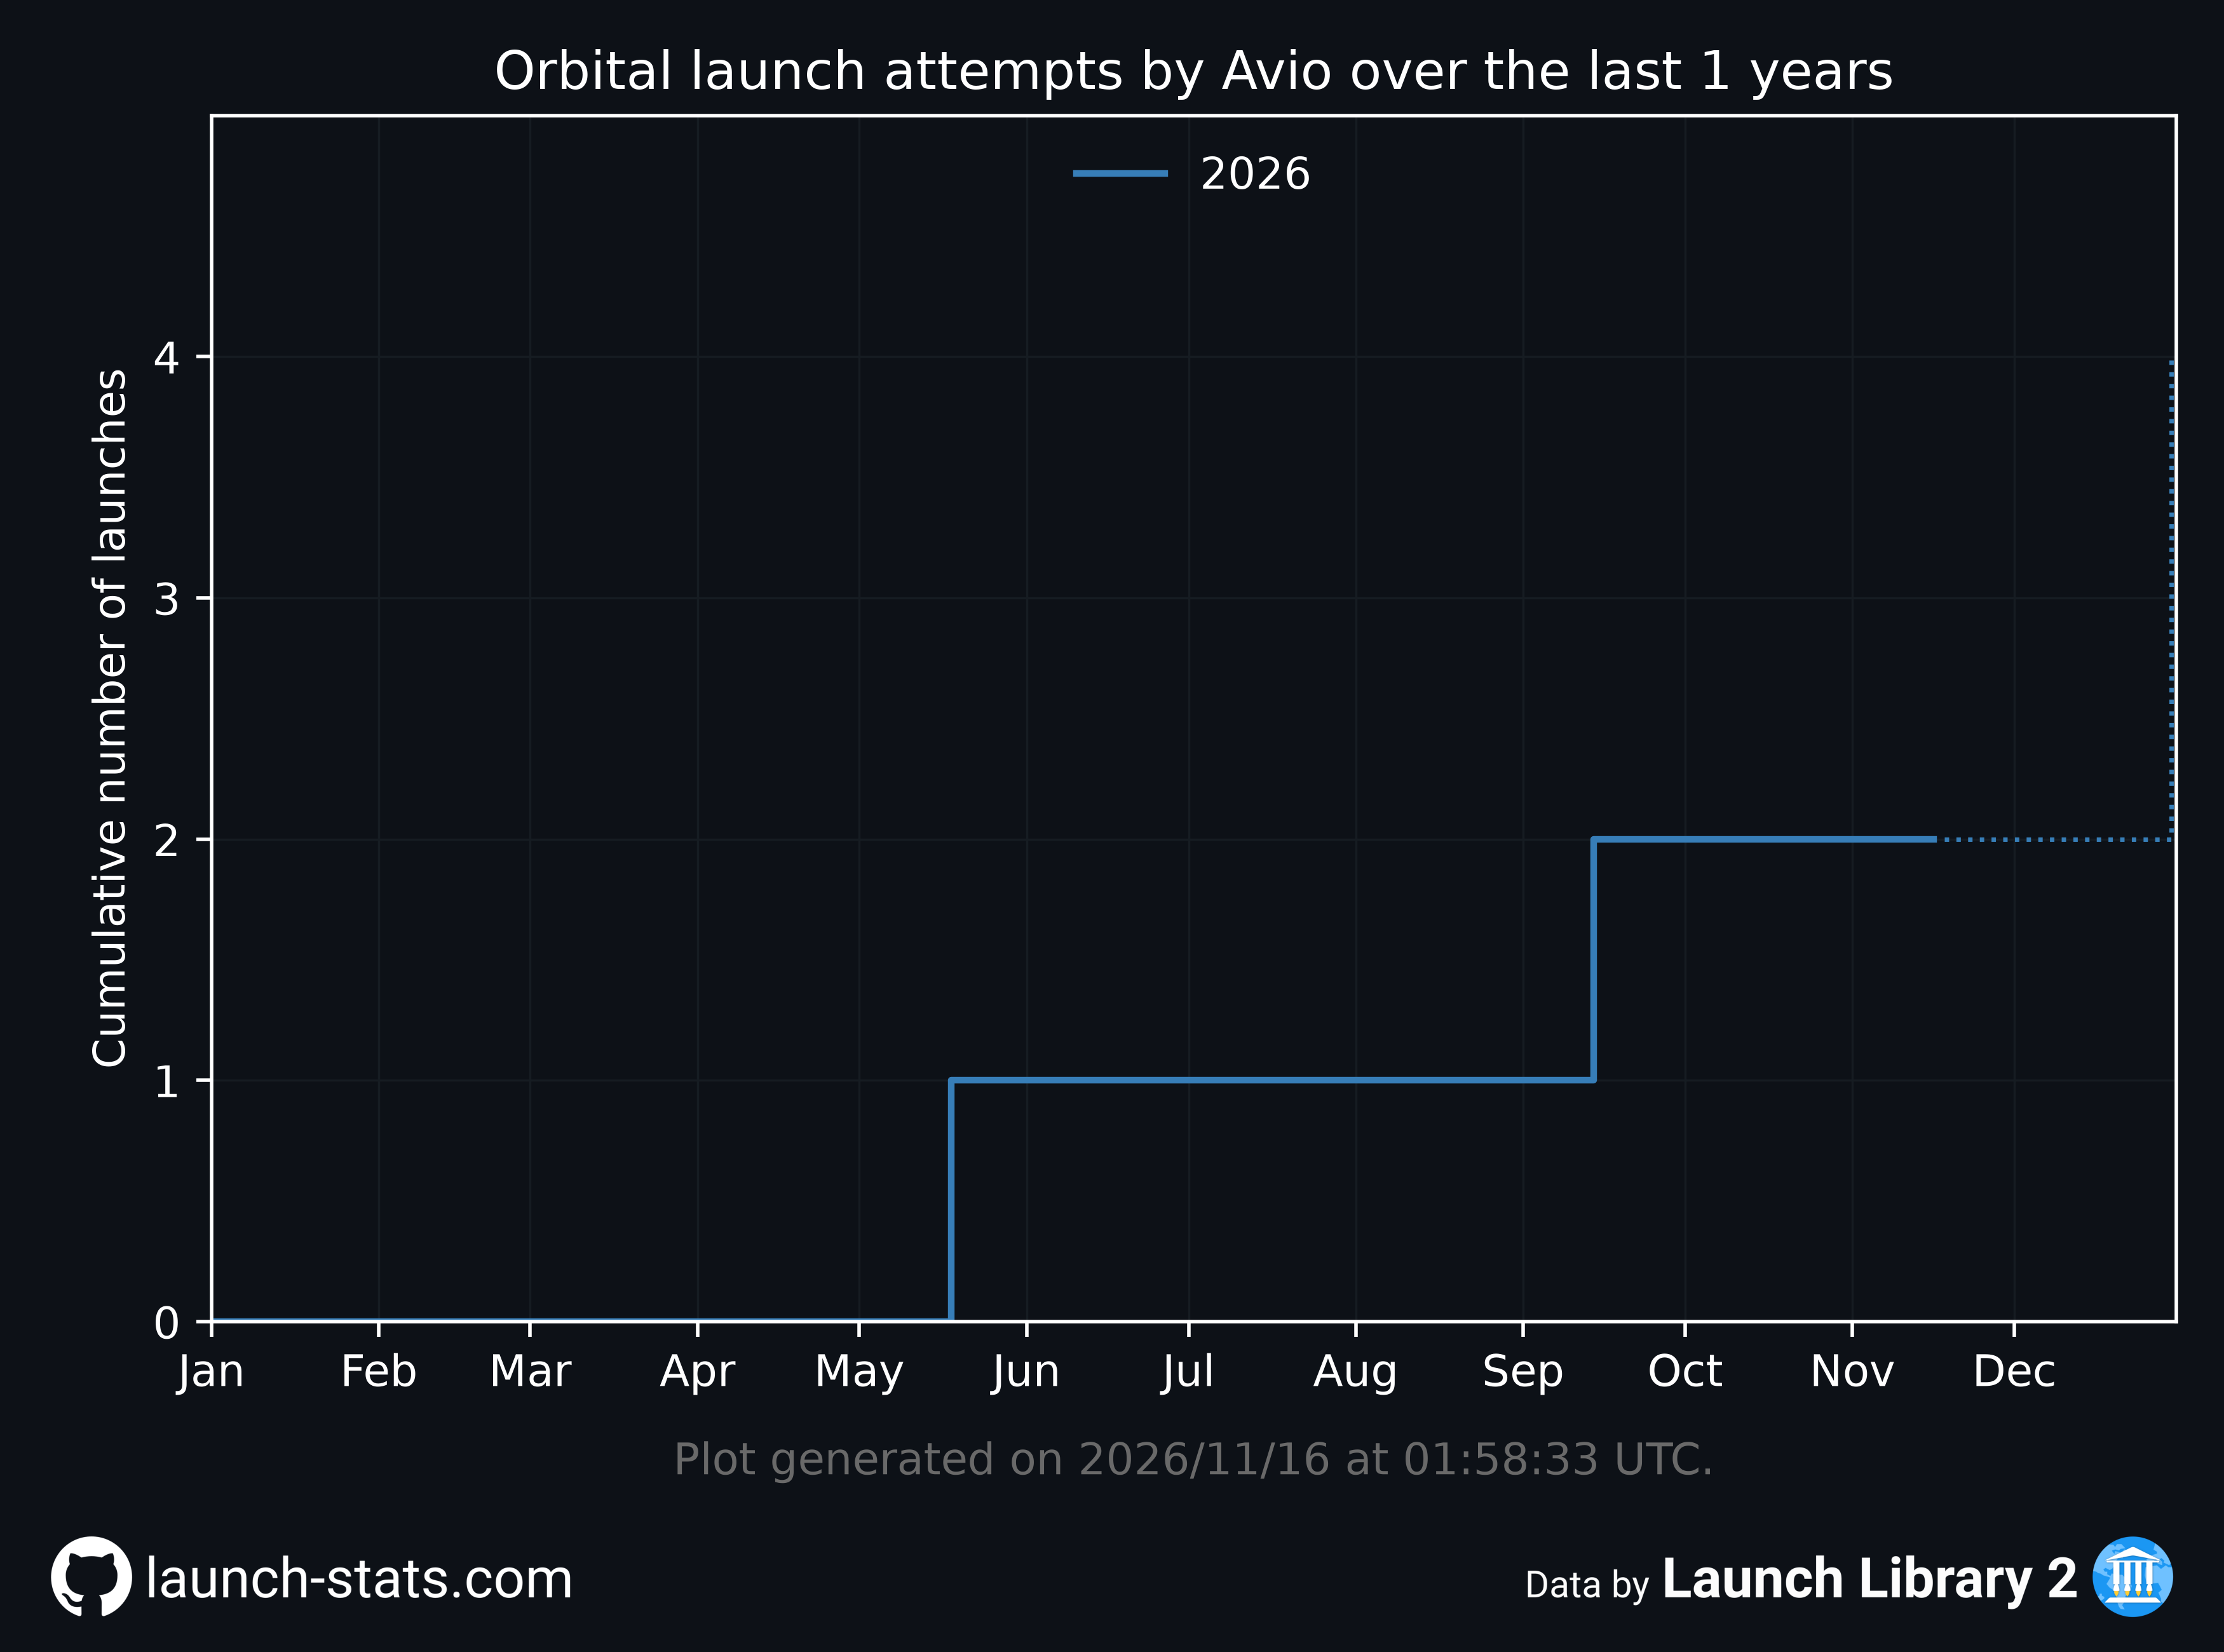 Orbital launch attempts by Avio over the last 1 years
2026
Cumulative number of launches
4
3
2
1
0
Jan Feb Mar Apr May Jun Jul Aug Sep Oct Nov Dec
Plot generated on 2026/11/16 at 01:58:33 UTC.
launch-stats.com
Data by Launch Library 2